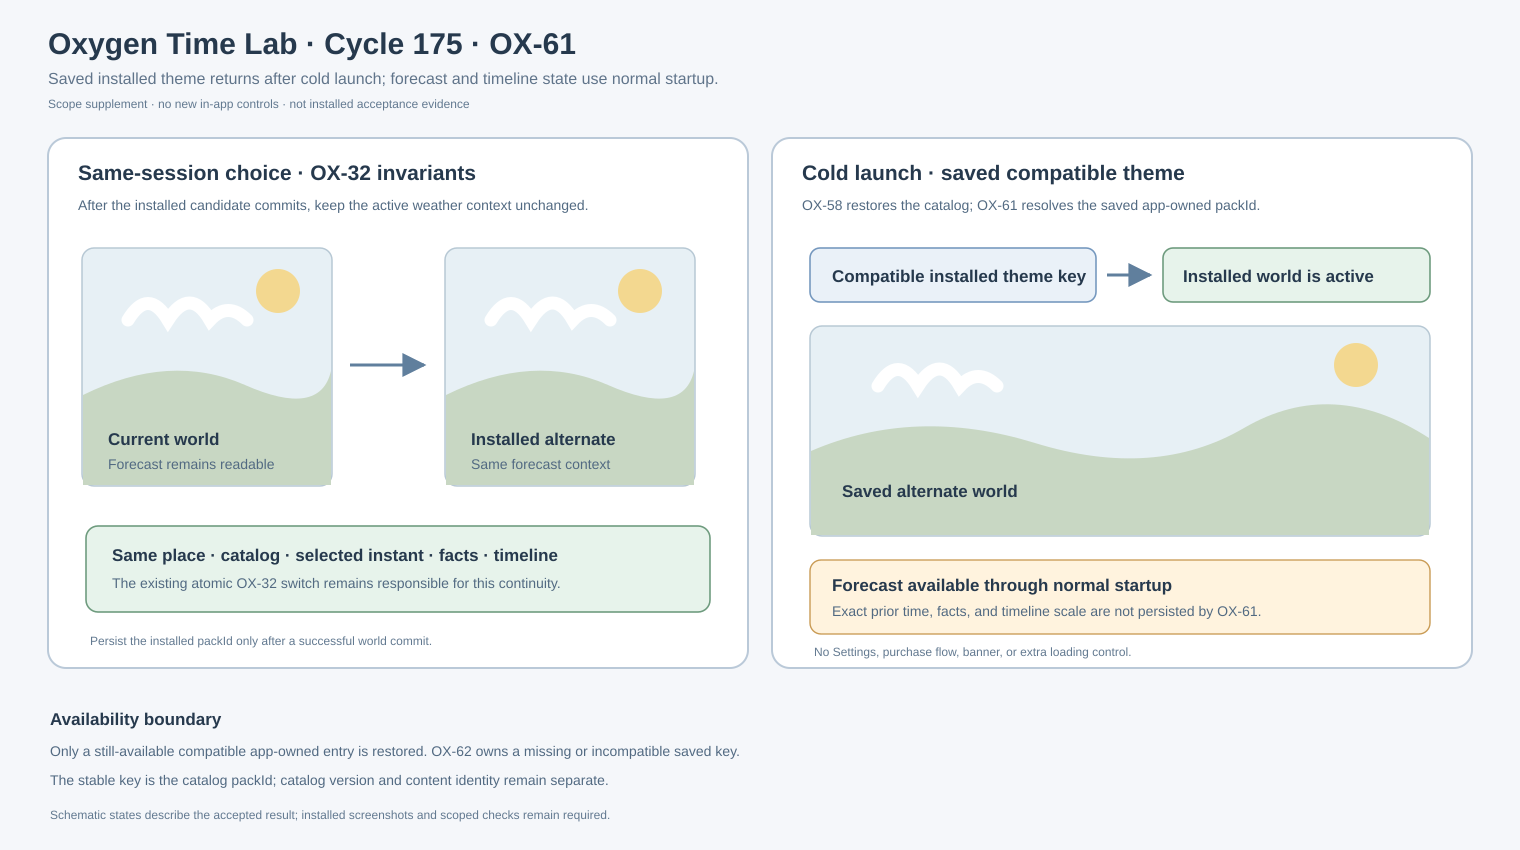 Oxygen Time Lab · Cycle 175 · OX-61
Saved installed theme returns after cold launch; forecast and timeline state use normal startup.
Scope supplement · no new in-app controls · not installed acceptance evidence
Same-session choice · OX-32 invariants
After the installed candidate commits, keep the active weather context unchanged.
Current world
Forecast remains readable
Installed alternate
Same forecast context
Same place · catalog · selected instant · facts · timeline
The existing atomic OX-32 switch remains responsible for this continuity.
Persist the installed packId only after a successful world commit.
Cold launch · saved compatible theme
OX-58 restores the catalog; OX-61 resolves the saved app-owned packId.
Compatible installed theme key
Installed world is active
Saved alternate world
Forecast available through normal startup
Exact prior time, facts, and timeline scale are not persisted by OX-61.
No Settings, purchase flow, banner, or extra loading control.
Availability boundary
Only a still-available compatible app-owned entry is restored. OX-62 owns a missing or incompatible saved key.
The stable key is the catalog packId; catalog version and content identity remain separate.
Schematic states describe the accepted result; installed screenshots and scoped checks remain required.